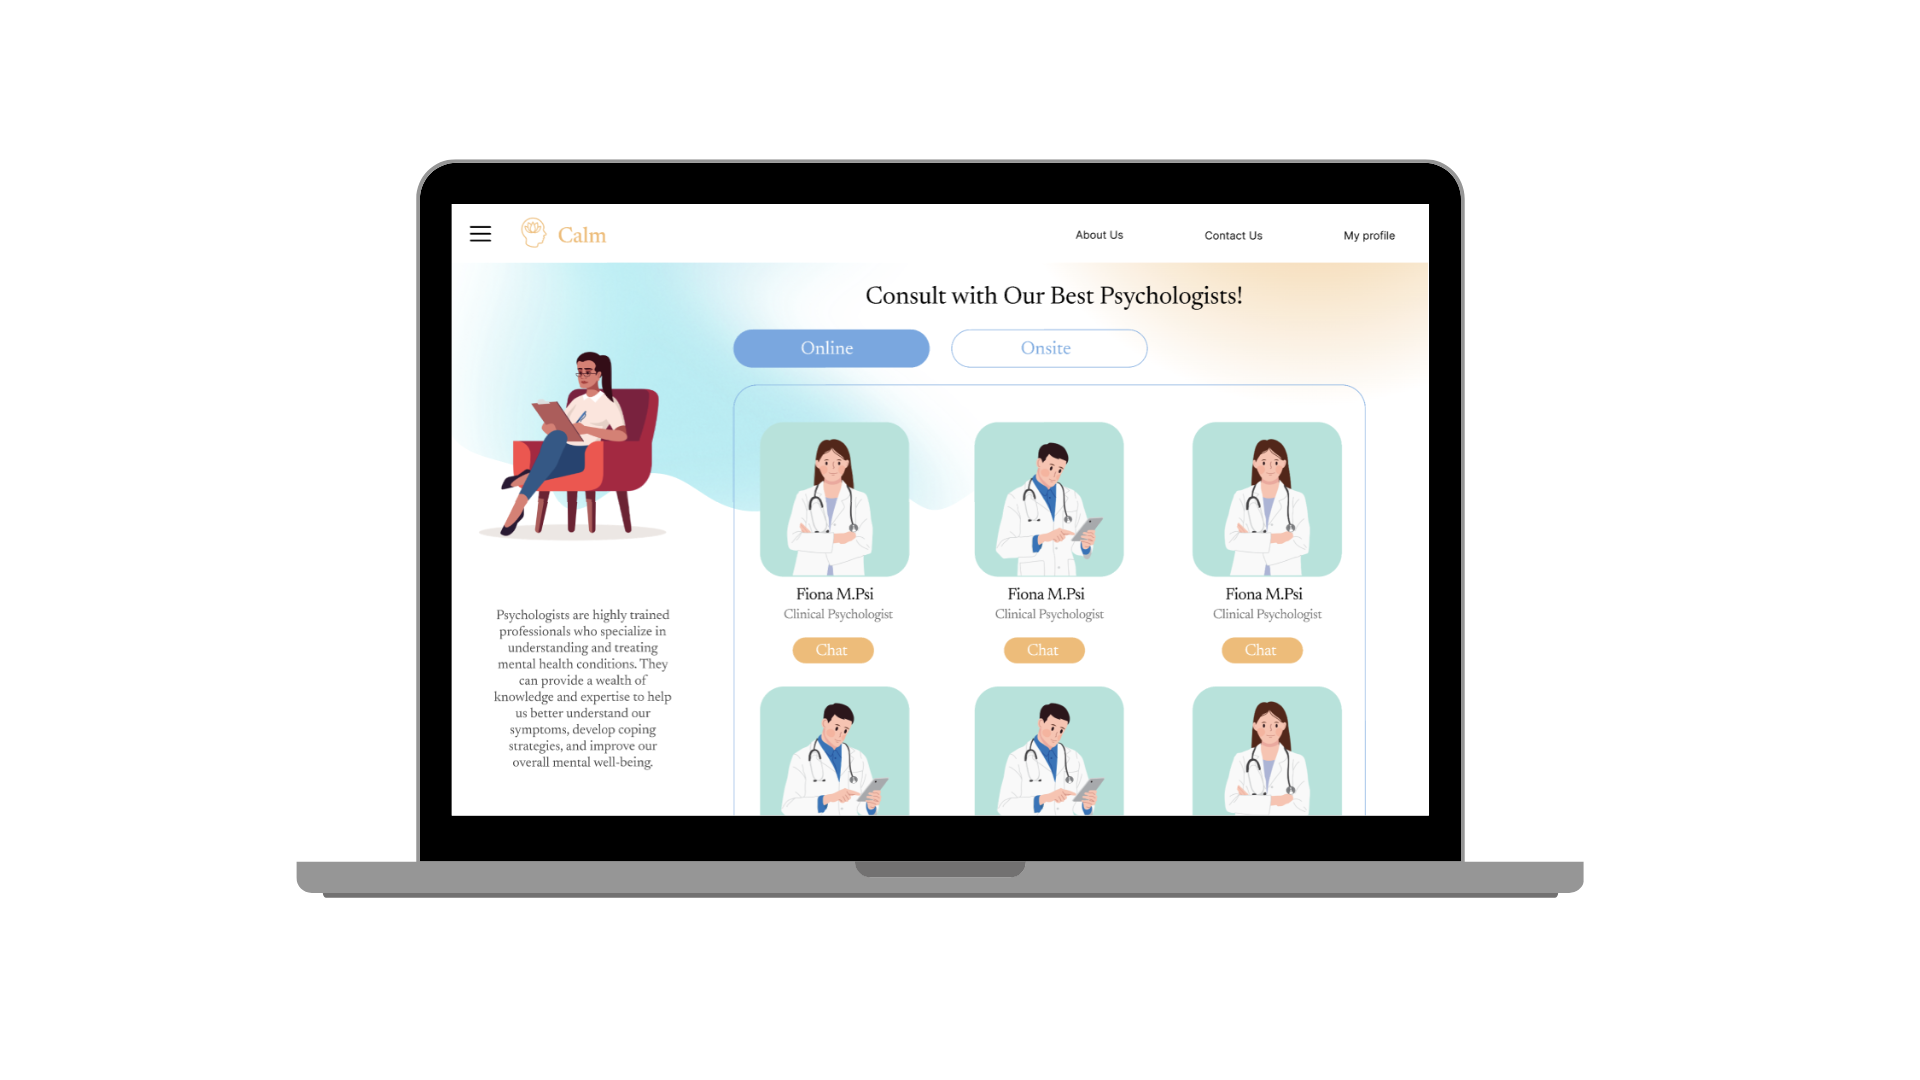 Calm
About Us
Contact Us
My profile
Consult with Our Best Psychologists!
Online
Onsite
Psychologists are highly trained
professionals who specialize in
understanding and treating
mental health conditions. They
can provide a wealth of
knowledge and expertise to help
us better understand our
symptoms, develop coping
strategies, and improve our
overall mental well-being.
Fiona M.Psi
Clinical Psychologist
Chat
Fiona M.Psi
Clinical Psychologist
Chat
Fiona M.Psi
Clinical Psychologist
Chat